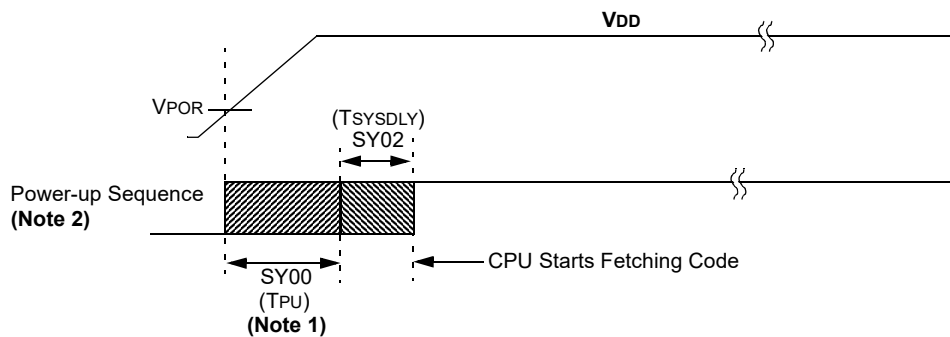 VDD
VPOR
(TSYSDLY)
SY02
Power-up Sequence
(Note 2)
CPU Starts Fetching Code
SY00
(TPU)
(Note 1)